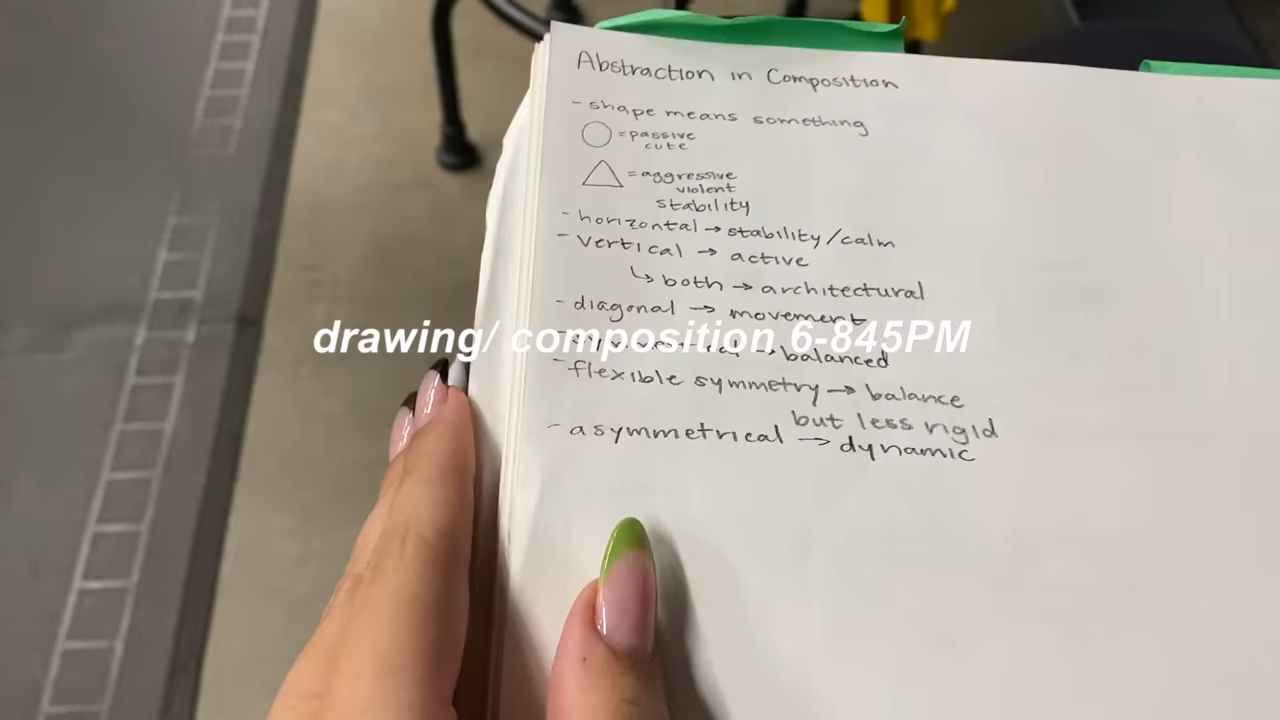 Abstraction in Composition
- shape means something
= passive
cute
= aggressive
violent
stability
- horizontal → stability/calm
- vertical → active
↳ both → architectural
- diagonal → movement
drawing/ composition 6-845PM
→ balanced
- flexible symmetry → balance
but less rigid
- asymmetrical → dynamic